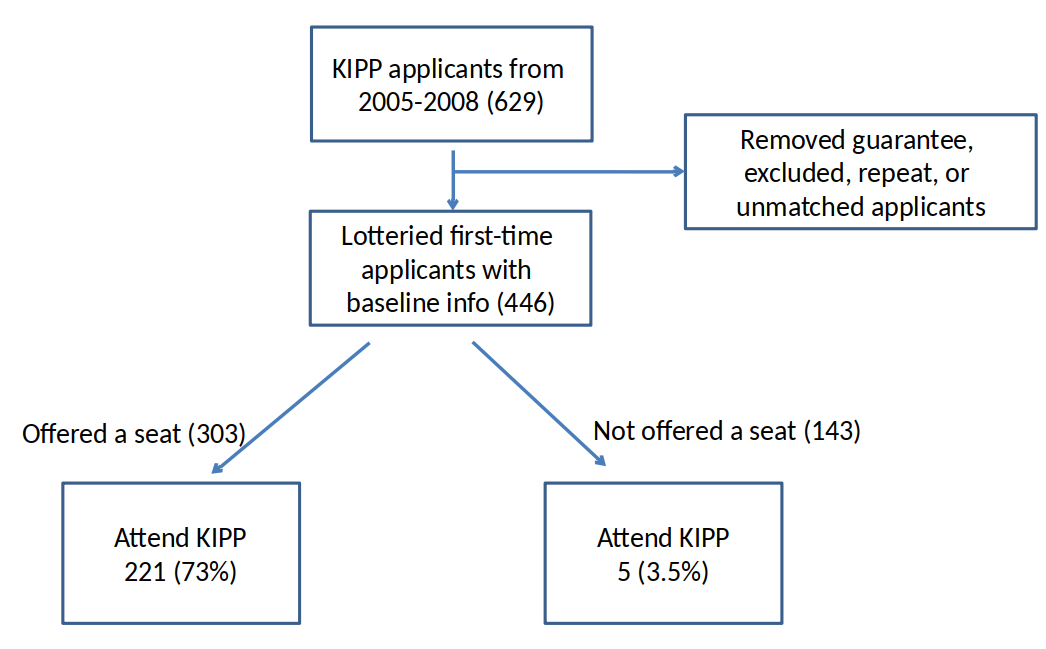 KIPP applicants from
2005-2008 (629)
Removed guarantee,
excluded, repeat, or
unmatched applicants
Lotteried first-time
applicants with
baseline info (446)
Offered a seat (303)
Not offered a seat (143)
Attend KIPP
221 (73%)
Attend KIPP
5 (3.5%)